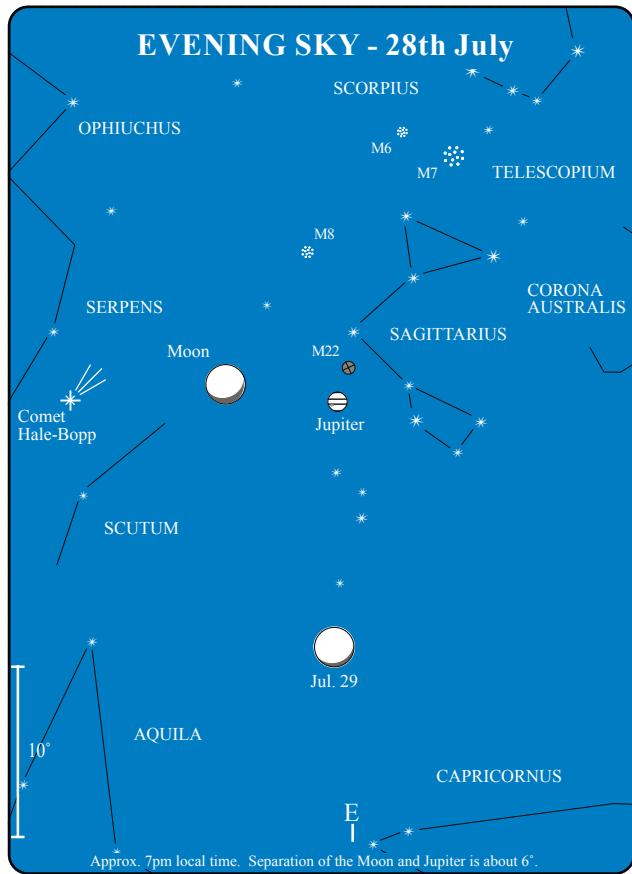 EVENING SKY - 28th July
SCORPIUS
OPHIUCHUS
M6
M7
TELESCOPIUM
M8
CORONA
AUSTRALIS
SERPENS
SAGITTARIUS
Moon
M22
Comet
Hale-Bopp
Jupiter
SCUTUM
Jul. 29
AQUILA
10°
CAPRICORNUS
E
Approx. 7pm local time. Separation of the Moon and Jupiter is about 6°.